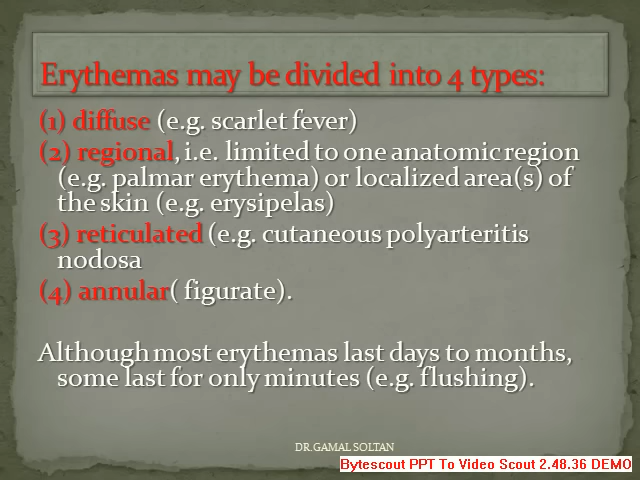 Erythemas may be divided into 4 types:
(1) diffuse (e.g. scarlet fever)
(2) regional, i.e. limited to one anatomic region
(e.g. palmar erythema) or localized area(s) of
the skin (e.g. erysipelas)
(3) reticulated (e.g. cutaneous polyarteritis
nodosa
(4) annular( figurate).
Although most erythemas last days to months,
some last for only minutes (e.g. flushing).
DR.GAMAL SOLTAN
Bytescout PPT To Video Scout 2.48.36 DEMO